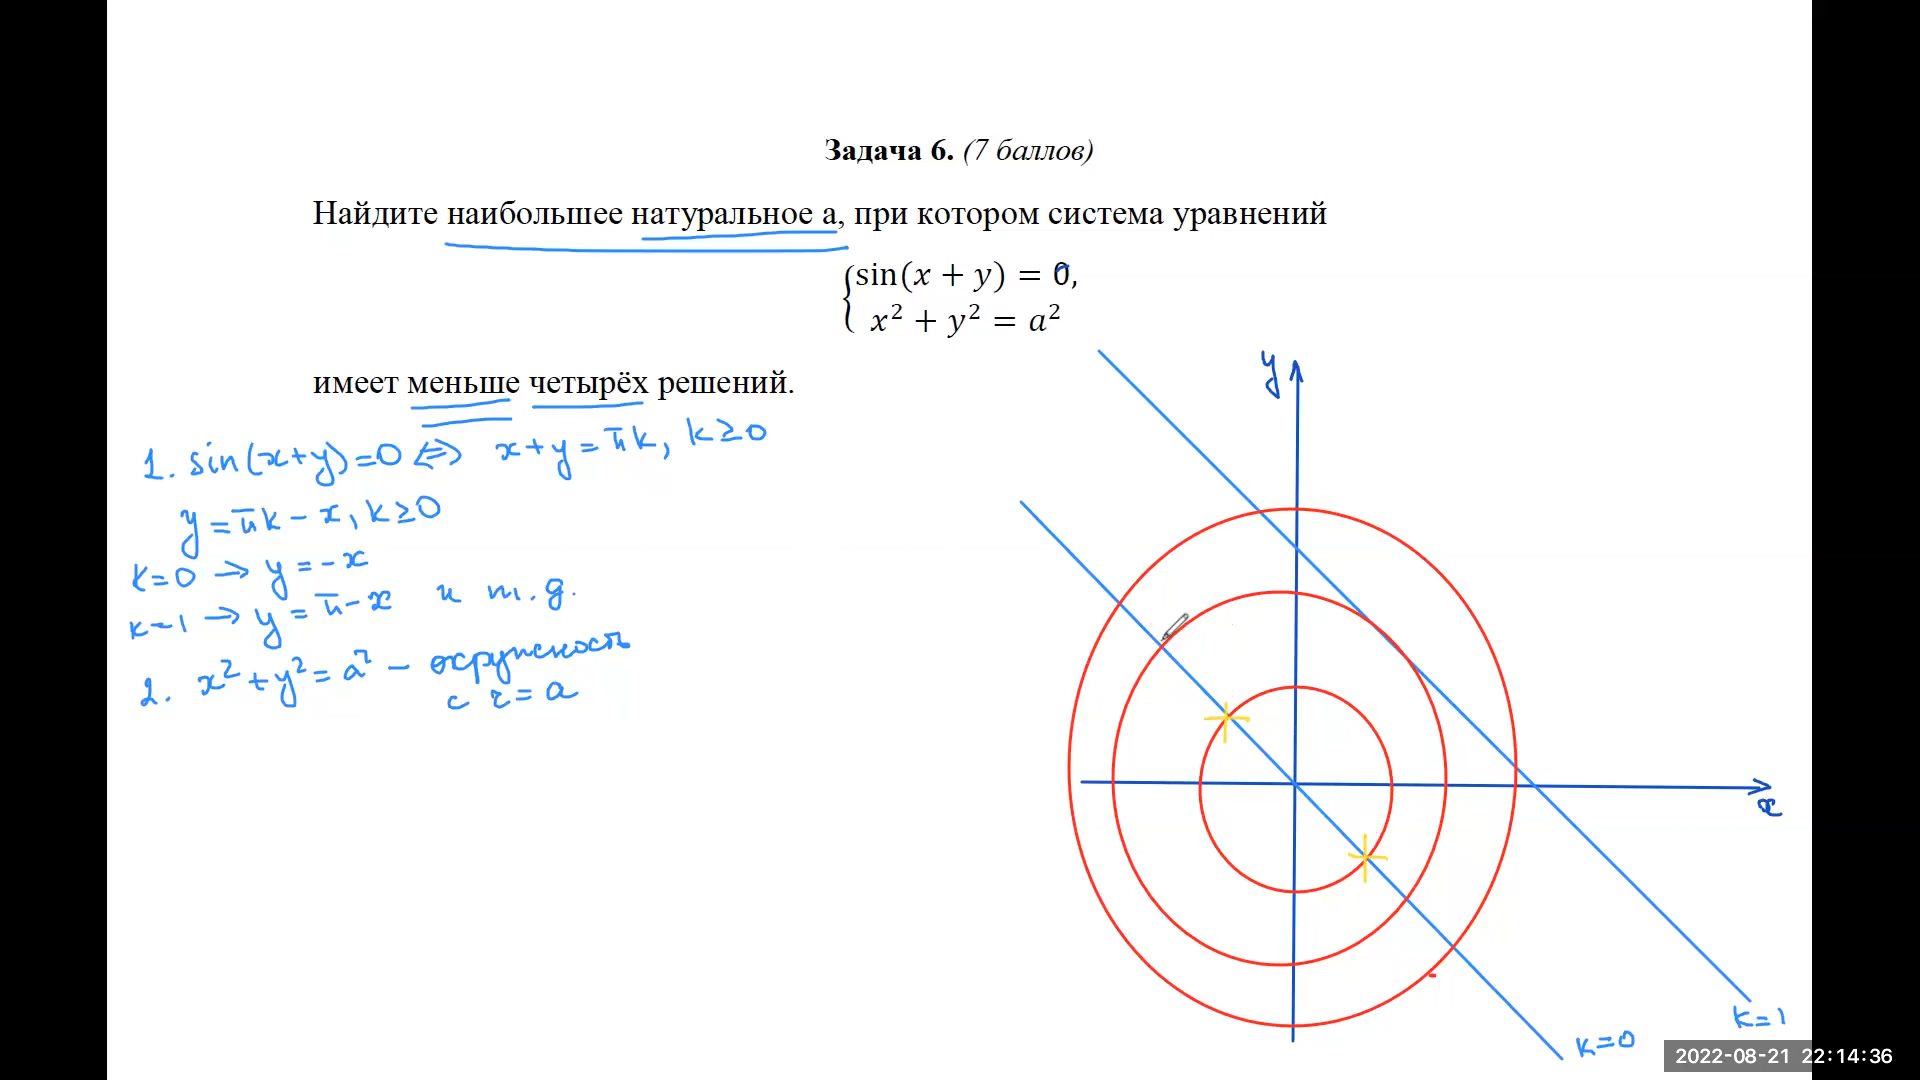 Задача 6. (7 баллов)
Найдите наибольшее натуральное а, при котором система уравнений
{sin(x + y) = 0,
x² + y² = a²
имеет меньше четырёх решений.
1. sin(x+y)=0 ⇔ x+y=πk, k≥0
y=πk−x, k≥0
k=0 → y=−x
k=1 → y=π−x и т.д.
2. x²+y²=a² − окружность
с r=a
y
x
k=1
k=0
2022-08-21 22:14:36